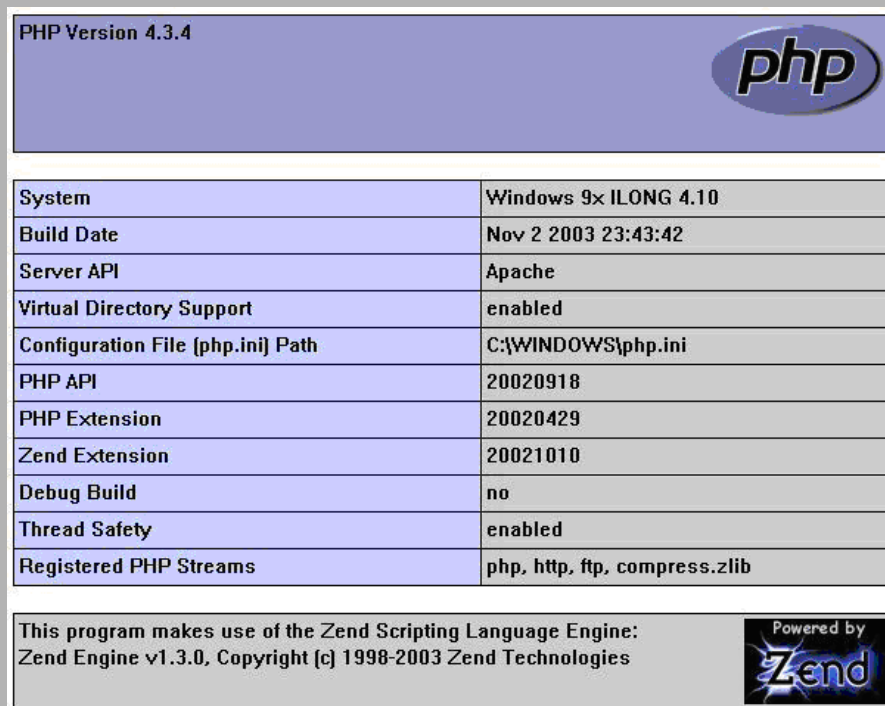 PHP Version 4.3.4
php
System Windows 9x ILONG 4.10
Build Date Nov 2 2003 23:43:42
Server API Apache
Virtual Directory Support enabled
Configuration File (php.ini) Path C:\WINDOWS\php.ini
PHP API 20020918
PHP Extension 20020429
Zend Extension 20021010
Debug Build no
Thread Safety enabled
Registered PHP Streams php, http, ftp, compress.zlib
This program makes use of the Zend Scripting Language Engine:
Zend Engine v1.3.0, Copyright (c) 1998-2003 Zend Technologies
Powered by
Zend